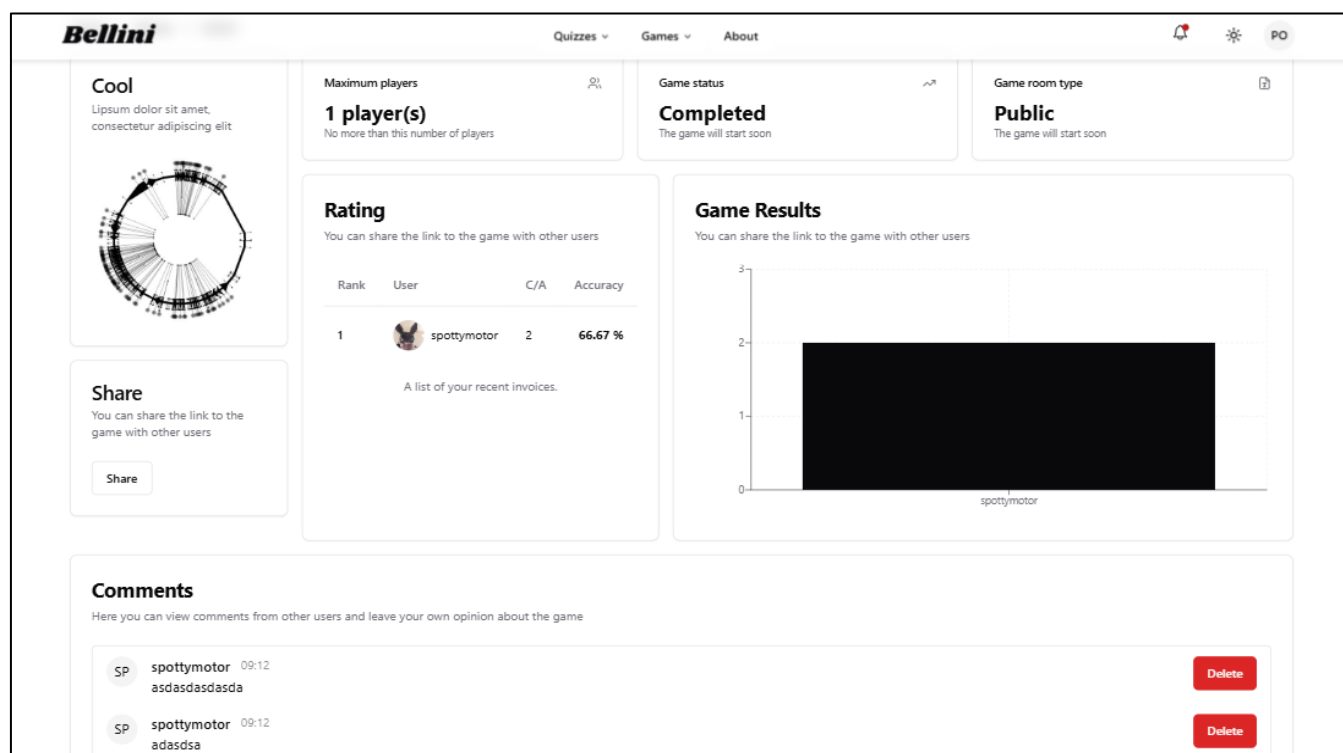 Bellini
Quizzes
Games
About
PO
Cool
Lipsum dolor sit amet,
consectetur adipiscing elit
Maximum players
1 player(s)
No more than this number of players
Game status
Completed
The game will start soon
Game room type
Public
The game will start soon
Share
You can share the link to the
game with other users
Share
Rating
You can share the link to the game with other users
Rank User C/A Accuracy
1 spottymotor 2 66.67 %
A list of your recent invoices.
Game Results
You can share the link to the game with other users
3
2
1
0
spottymotor
Comments
Here you can view comments from other users and leave your own opinion about the game
SP spottymotor 09:12
asdasdasdasda
Delete
SP spottymotor 09:12
adasdsa
Delete